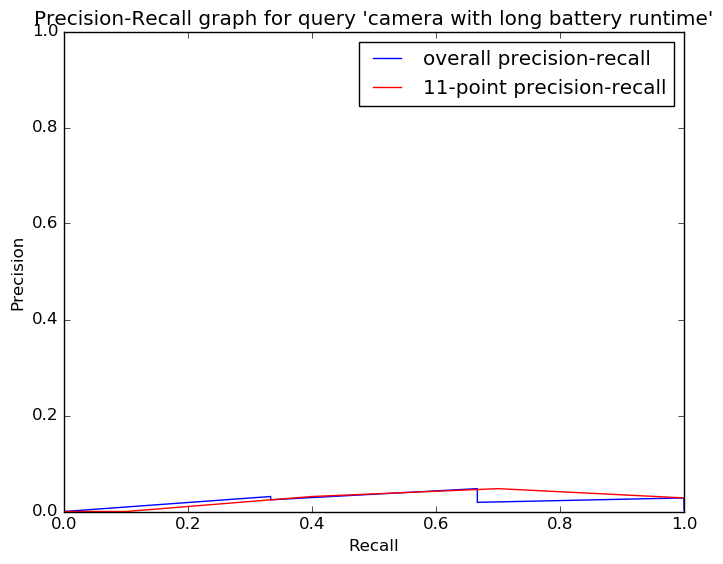 Precision-Recall graph for query 'camera with long battery runtime'
1.0
overall precision-recall
11-point precision-recall
0.8
0.6
Precision
0.4
0.2
0.0
0.0 0.2 0.4 0.6 0.8 1.0
Recall